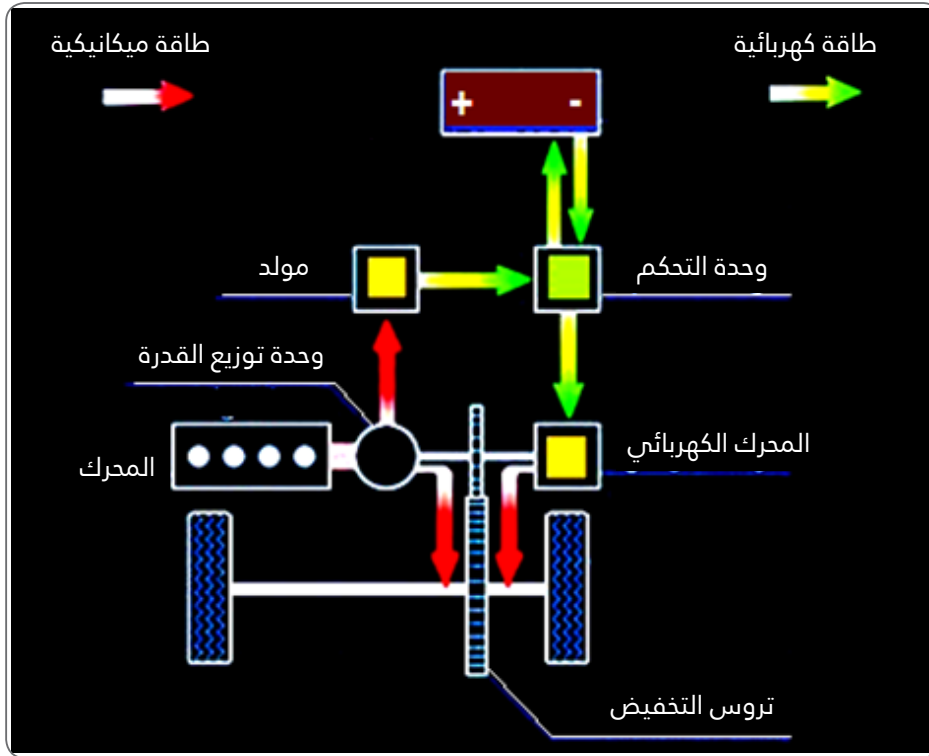 طاقة كهربائية
طاقة ميكانيكية
+ -
مولد
وحدة التحكم
وحدة توزيع القدرة
المحرك الكهربائي
المحرك
تروس التخفيض